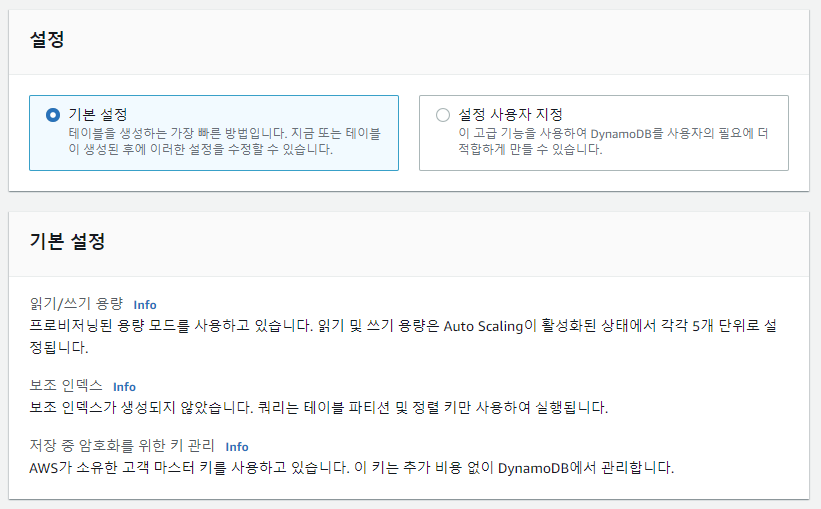 설정
기본 설정
테이블을 생성하는 가장 빠른 방법입니다. 지금 또는 테이블
이 생성된 후에 이러한 설정을 수정할 수 있습니다.
설정 사용자 지정
이 고급 기능을 사용하여 DynamoDB를 사용자의 필요에 더
적합하게 만들 수 있습니다.
기본 설정
읽기/쓰기 용량 Info
프로비저닝된 용량 모드를 사용하고 있습니다. 읽기 및 쓰기 용량은 Auto Scaling이 활성화된 상태에서 각각 5개 단위로 설
정됩니다.
보조 인덱스 Info
보조 인덱스가 생성되지 않았습니다. 쿼리는 테이블 파티션 및 정렬 키만 사용하여 실행됩니다.
저장 중 암호화를 위한 키 관리 Info
AWS가 소유한 고객 마스터 키를 사용하고 있습니다. 이 키는 추가 비용 없이 DynamoDB에서 관리합니다.